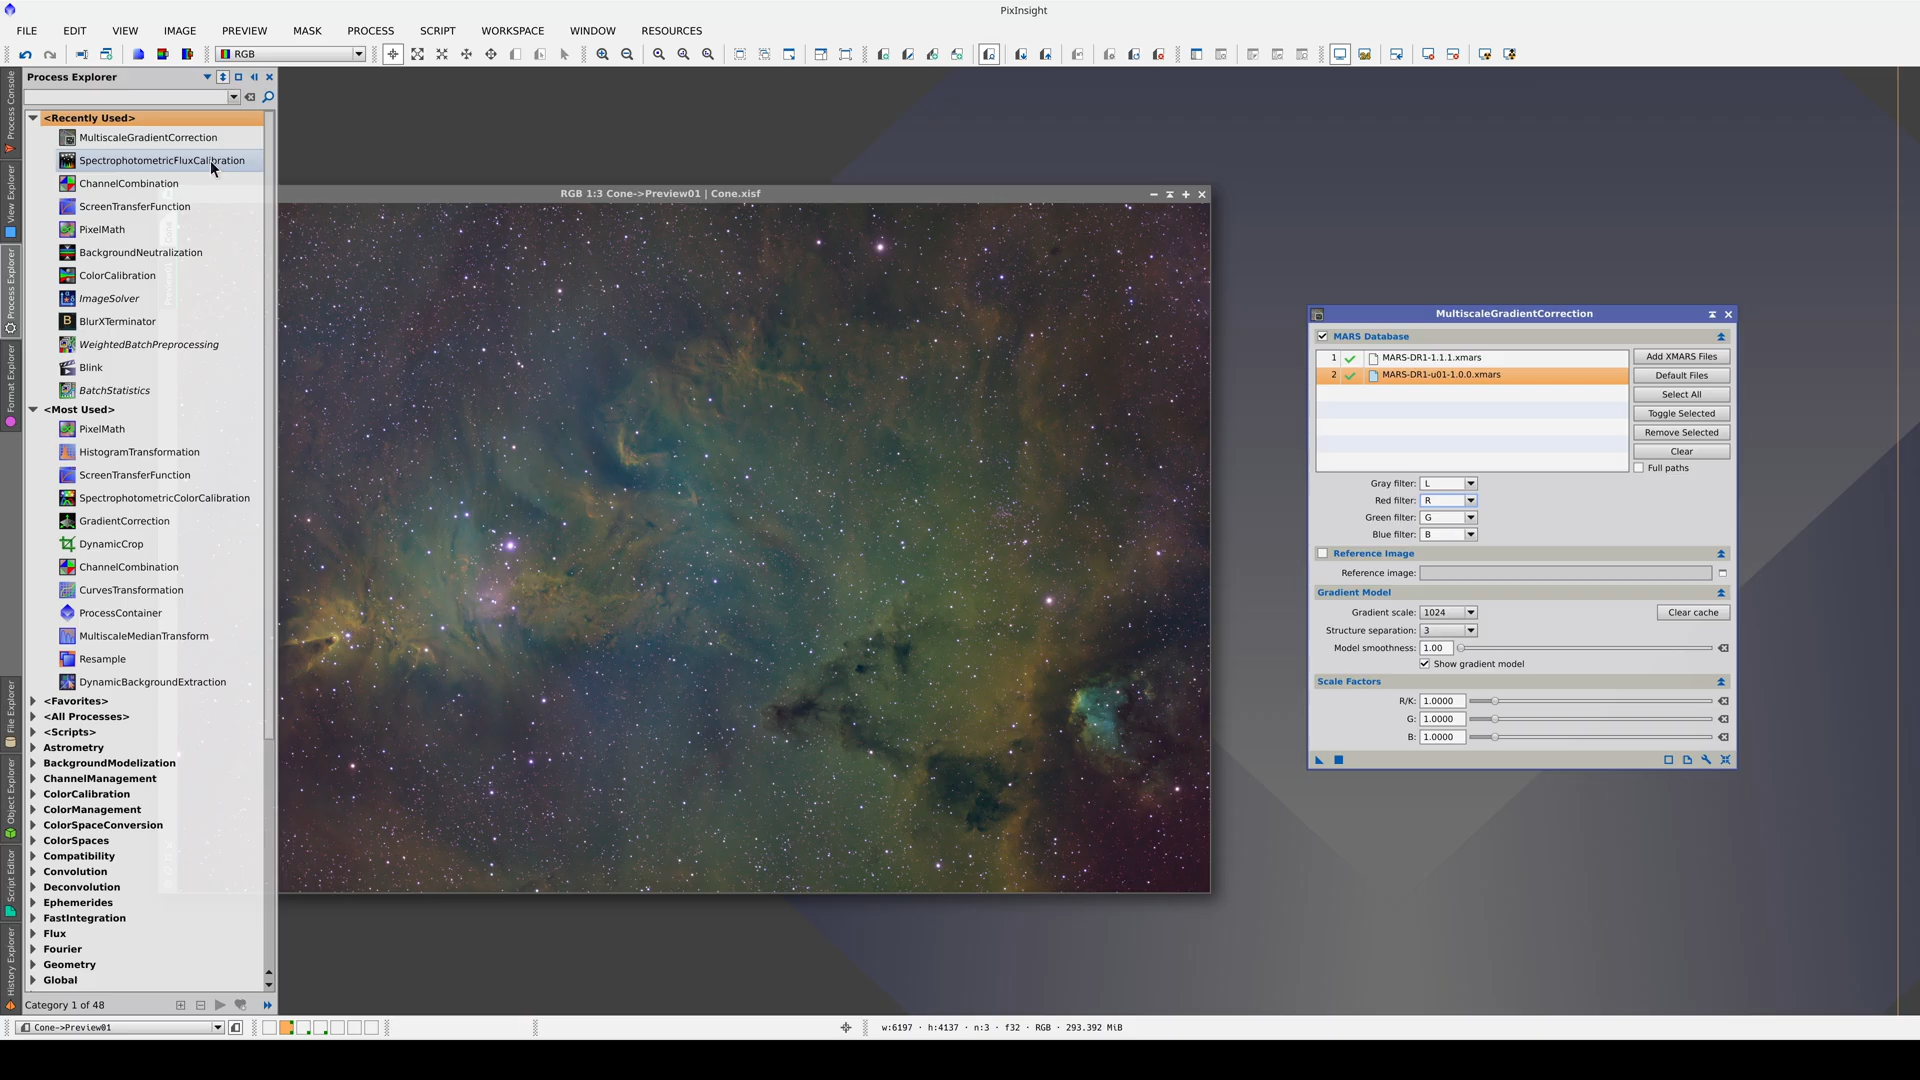 PixInsight
FILE EDIT VIEW IMAGE PREVIEW MASK PROCESS SCRIPT WORKSPACE WINDOW RESOURCES
RGB
Process Explorer
<Recently Used>
MultiscaleGradientCorrection
SpectrophotometricFluxCalibration
ChannelCombination
ScreenTransferFunction
PixelMath
BackgroundNeutralization
ColorCalibration
ImageSolver
BlurXTerminator
WeightedBatchPreprocessing
Blink
BatchStatistics
<Most Used>
PixelMath
HistogramTransformation
ScreenTransferFunction
SpectrophotometricColorCalibration
GradientCorrection
DynamicCrop
ChannelCombination
CurvesTransformation
ProcessContainer
MultiscaleMedianTransform
Resample
DynamicBackgroundExtraction
<Favorites>
<All Processes>
<Scripts>
Astrometry
BackgroundModelization
ChannelManagement
ColorCalibration
ColorManagement
ColorSpaceConversion
ColorSpaces
Compatibility
Convolution
Deconvolution
Ephemerides
FastIntegration
Flux
Fourier
Geometry
Global
Category 1 of 48
Process Console
View Explorer
Process Explorer
Format Explorer
File Explorer
Object Explorer
Script Editor
History Explorer
RGB 1:3 Cone->Preview01 | Cone.xisf
Cone
Preview01
MultiscaleGradientCorrection
MARS Database
1 MARS-DR1-1.1.1.xmars
2 MARS-DR1-u01-1.0.0.xmars
Add XMARS Files
Default Files
Select All
Toggle Selected
Remove Selected
Clear
Full paths
Gray filter: L
Red filter: R
Green filter: G
Blue filter: B
Reference Image
Reference image:
Gradient Model
Gradient scale: 1024 Clear cache
Structure separation: 3
Model smoothness: 1.00
Show gradient model
Scale Factors
R/K: 1.0000
G: 1.0000
B: 1.0000
Cone->Preview01
w:6197 · h:4137 · n:3 · f32 · RGB · 293.392 MiB